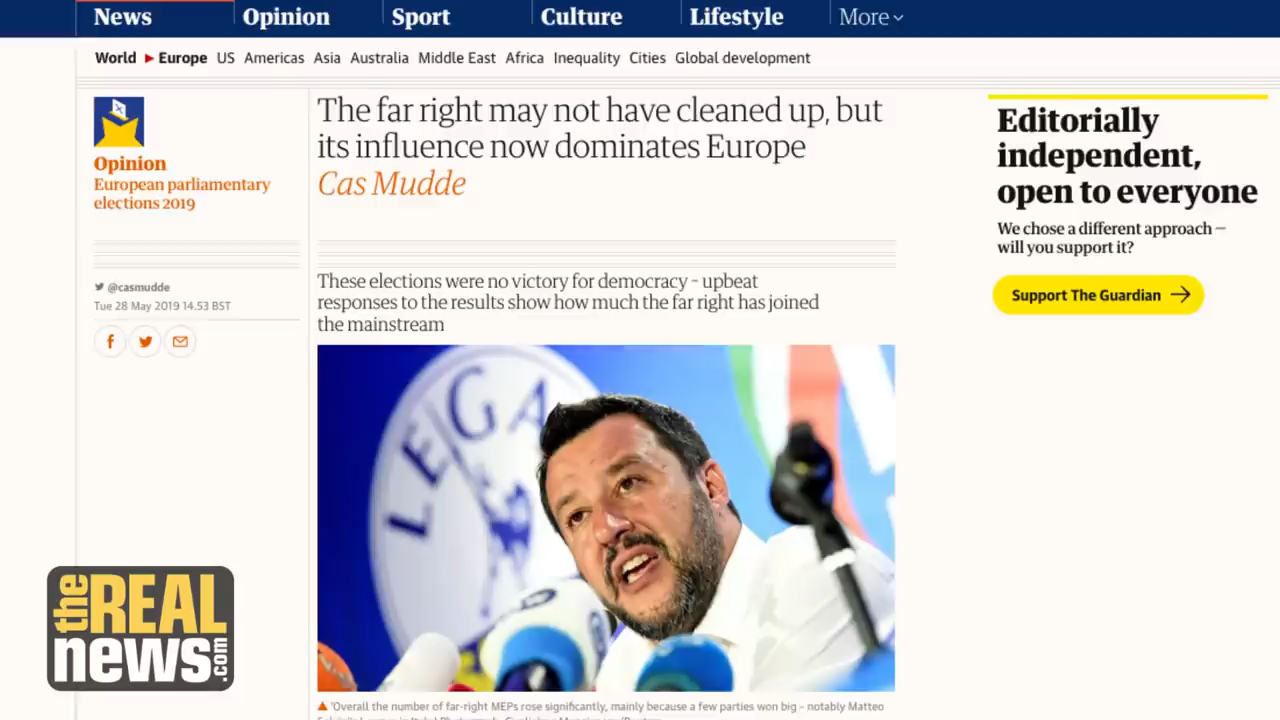 News
Opinion
Sport
Culture
Lifestyle
More
World
Europe
US
Americas
Asia
Australia
Middle East
Africa
Inequality
Cities
Global development
Opinion
European parliamentary
elections 2019
@casmudde
Tue 28 May 2019 14.53 BST
The far right may not have cleaned up, but
its influence now dominates Europe
Cas Mudde
These elections were no victory for democracy – upbeat
responses to the results show how much the far right has joined
the mainstream
LEGA
'Overall the number of far-right MEPs rose significantly, mainly because a few parties won big – notably Matteo
Editorially
independent,
open to everyone
We chose a different approach –
will you support it?
Support The Guardian
the REAL
news.com